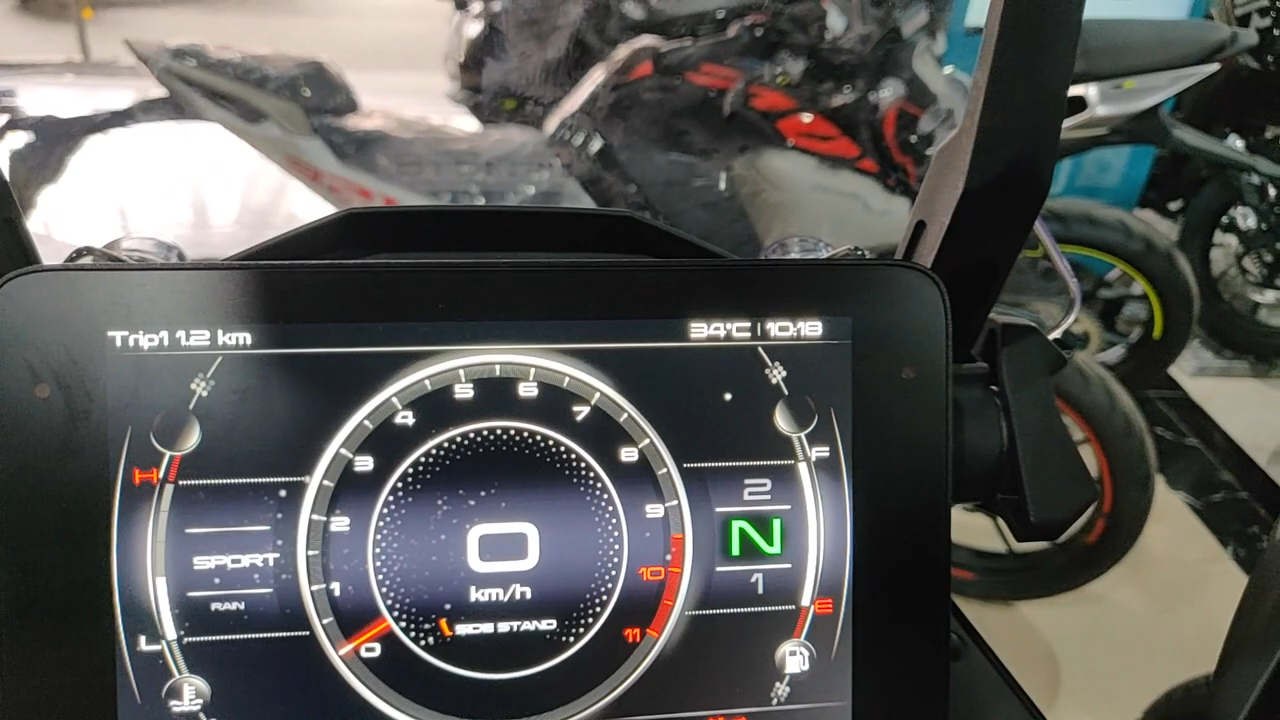 Trip1 1.2 km
34°C | 10:18
5 6
4 7
3 8
F
H
2 9
2
SPORT
0
N
km/h
10
1
1
RAIN
E
SIDE STAND
11
L
0